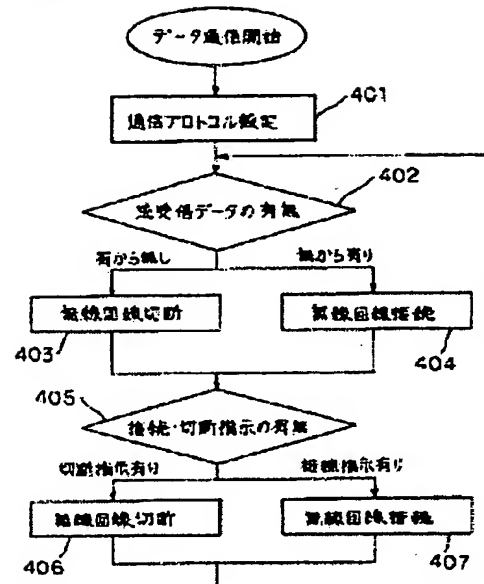 データ通信開始
401
通信プロトコル設定
402
送受信データの有無
有から無し
無から有り
無線回線切断
無線回線接続
403
404
405
接続・切断指示の有無
切断指示有り
接続指示有り
無線回線切断
無線回線接続
406
407